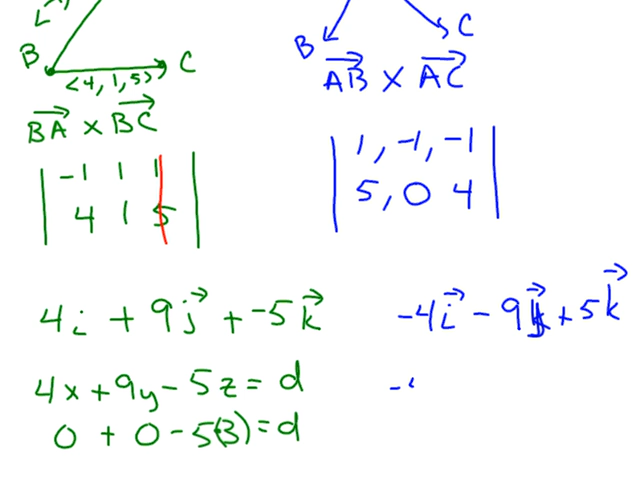 B
<4, 1, 5>
C
BA × BC
-1 1 1
4 1 5
4i + 9j + -5k
4x + 9y - 5z = d
0 + 0 - 5(3) = d
B
C
AB × AC
1, -1, -1
5, 0 4
-4i - 9j + 5k